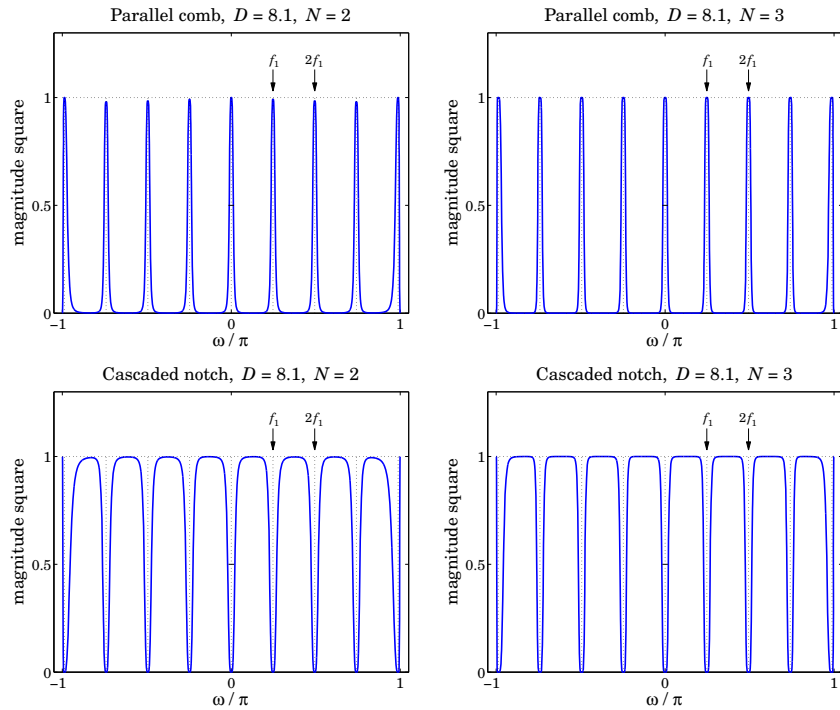 Parallel comb, D = 8.1, N = 2
f₁
2f₁
1
0.5
0
magnitude square
−1
0
1
ω / π
Parallel comb, D = 8.1, N = 3
f₁
2f₁
1
0.5
0
magnitude square
−1
0
1
ω / π
Cascaded notch, D = 8.1, N = 2
f₁
2f₁
1
0.5
0
magnitude square
−1
0
1
ω / π
Cascaded notch, D = 8.1, N = 3
f₁
2f₁
1
0.5
0
magnitude square
−1
0
1
ω / π